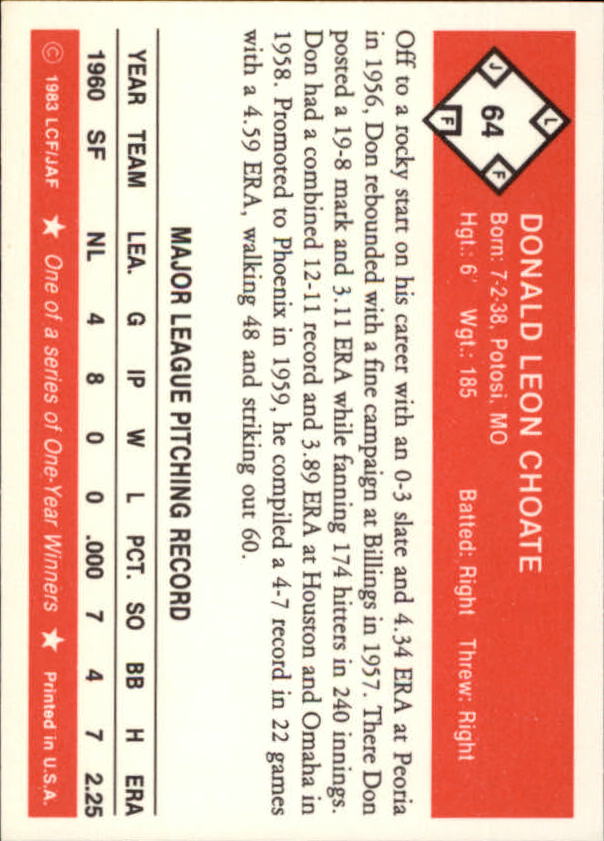 DONALD LEON CHOATE
Born: 7-2-38, Potosi, MO
Hgt.: 6' Wgt.: 185 Batted: Right Threw: Right
L
J 64 F
F
Off to a rocky start on his career with an 0-3 slate and 4.34 ERA at Peoria
in 1956, Don rebounded with a fine campaign at Billings in 1957. There Don
posted a 19-8 mark and 3.11 ERA while fanning 174 hitters in 240 innings.
Don had a combined 12-11 record and 3.89 ERA at Houston and Omaha in
1958. Promoted to Phoenix in 1959, he compiled a 4-7 record in 22 games
with a 4.59 ERA, walking 48 and striking out 60.
MAJOR LEAGUE PITCHING RECORD
YEAR TEAM LEA. G IP W L PCT. SO BB H ERA
1960 SF NL 4 8 0 0 .000 7 4 7 2.25
© 1983 LCF/JAF ★ One of a series of One-Year Winners ★ Printed in U.S.A.